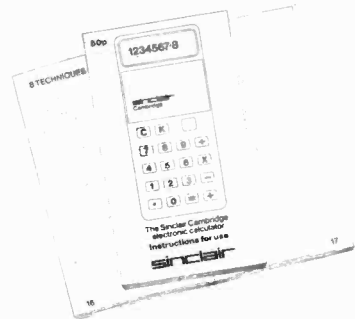 8 TECHNIQUES
50p
1234567·8
sinclair
Cambridge
C K
7 8 9 ÷
4 5 6 X
1 2 3 −
· 0 = +
The Sinclair Cambridge
electronic calculator
Instructions for use
sinclair
16
17